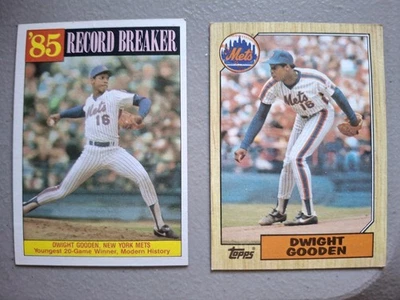 '85 RECORD BREAKER
Mets
16
DWIGHT GOODEN, NEW YORK METS
Youngest 20-Game Winner, Modern History
Mets
Mets
16
Topps
DWIGHT
GOODEN